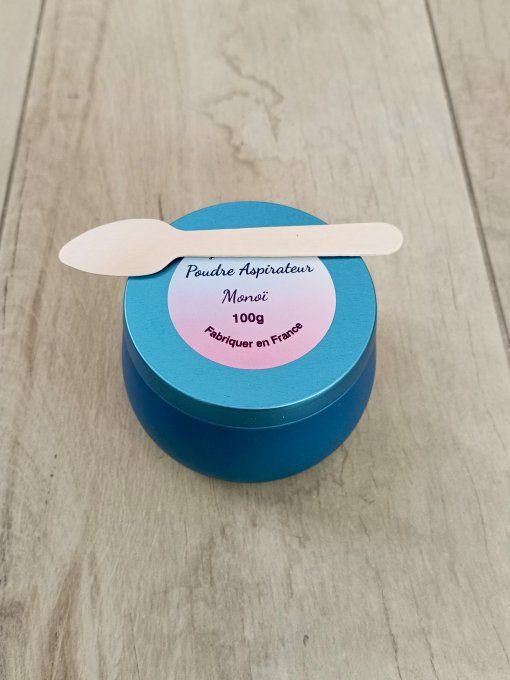 Poudre Aspirateur
Monoï
100g
Fabriquer en France